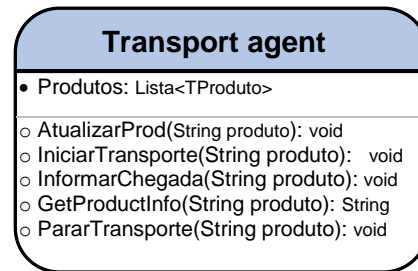 Transport agent
• Produtos: Lista<TProduto>
○ AtualizarProd(String produto): void
○ IniciarTransporte(String produto): void
○ InformarChegada(String produto): void
○ GetProductInfo(String produto): String
○ PararTransporte(String produto): void